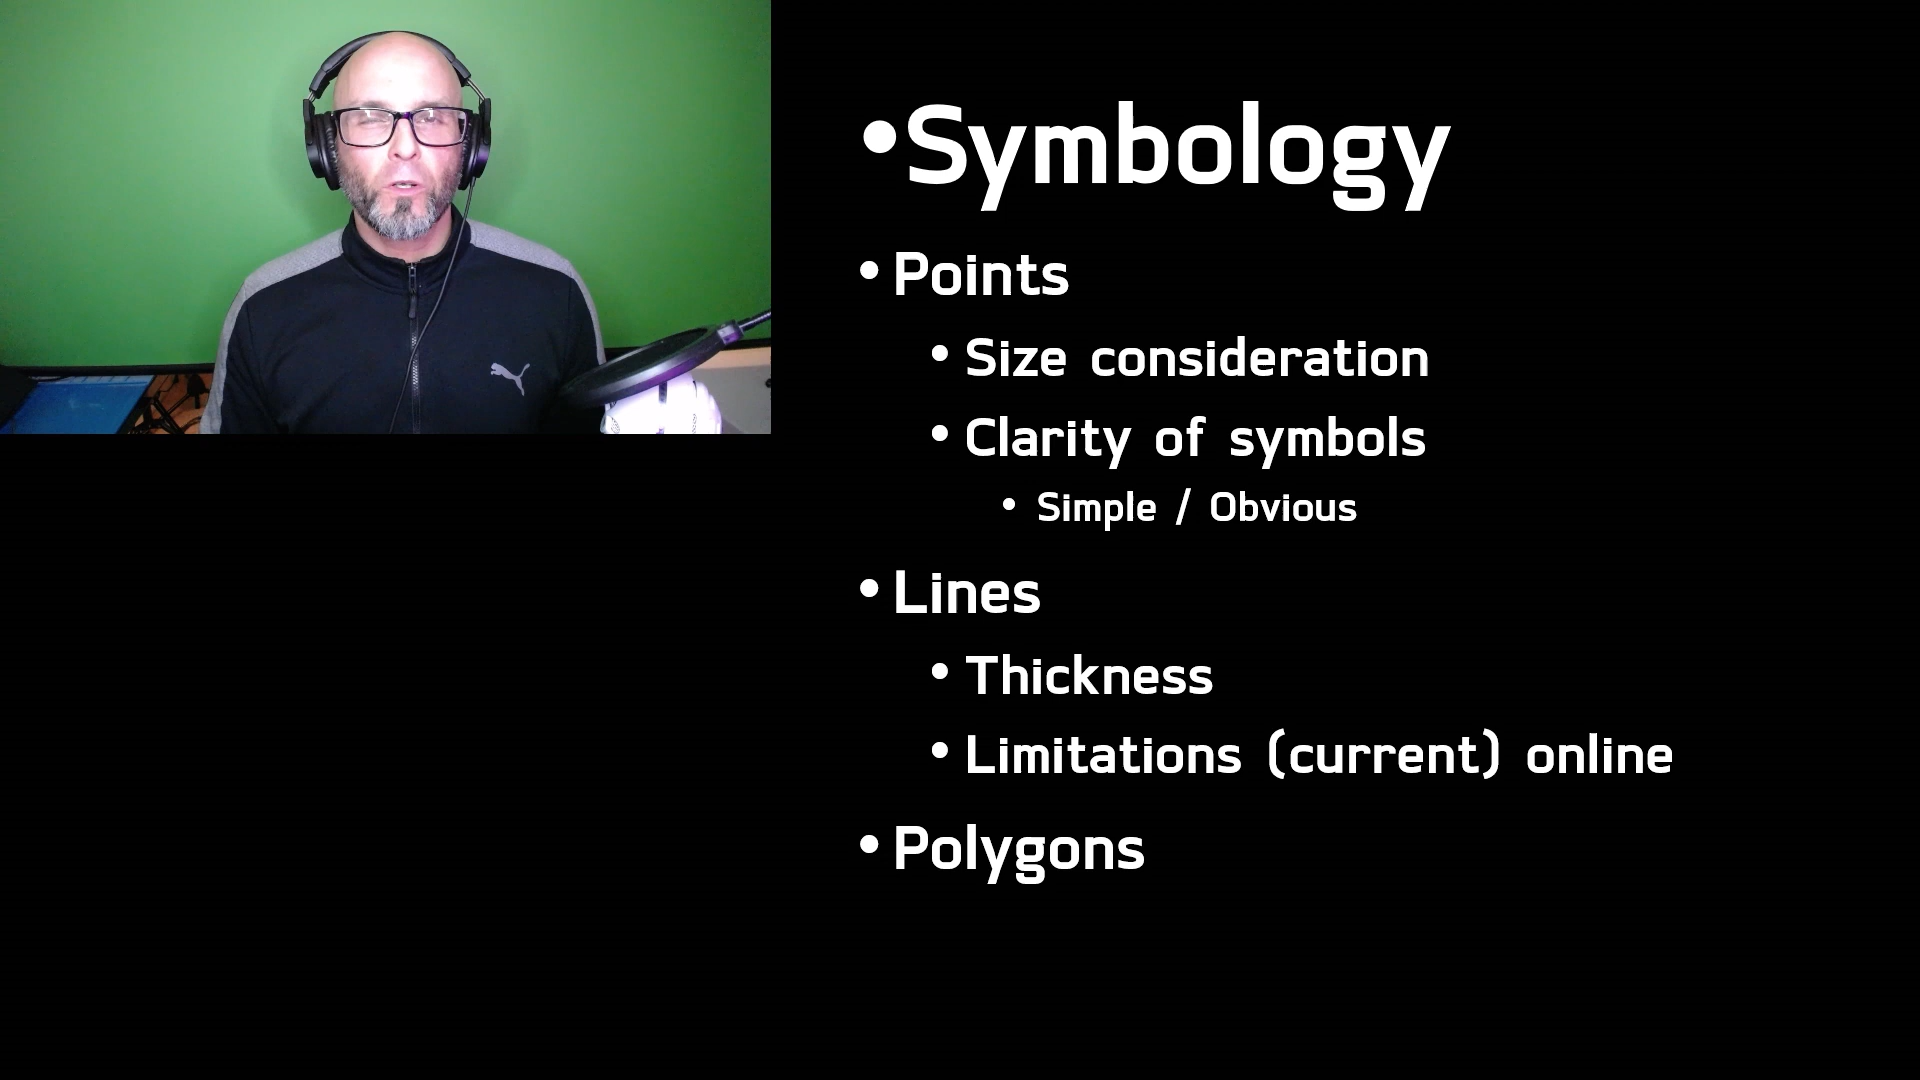 •Symbology
• Points
• Size consideration
• Clarity of symbols
• Simple / Obvious
• Lines
• Thickness
• Limitations (current) online
• Polygons